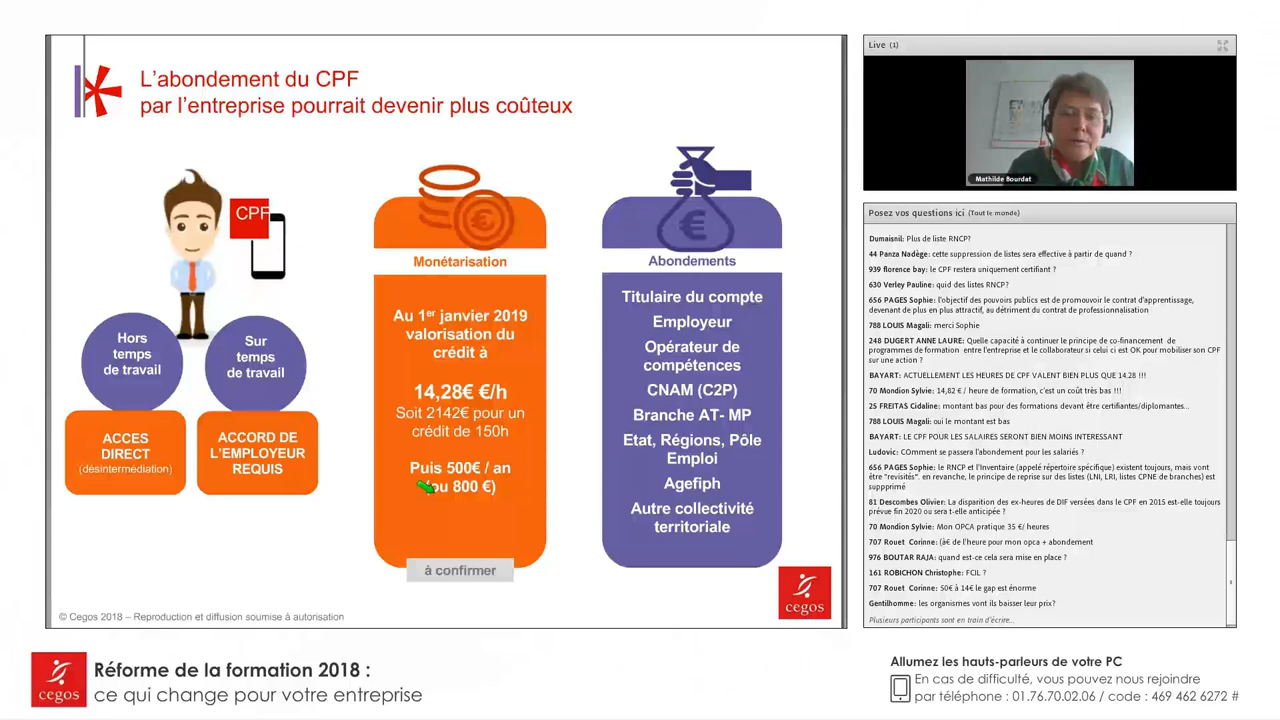 L'abondement du CPF
par l'entreprise pourrait devenir plus coûteux
CPF
Hors
temps
de travail
Sur
temps
de travail
ACCES
DIRECT
(désintermédiation)
ACCORD DE
L'EMPLOYEUR
REQUIS
Monétarisation
Au 1er janvier 2019
valorisation du
crédit à
14,28€ €/h
Soit 2142€ pour un
crédit de 150h
Puis 500€ / an
(ou 800 €)
à confirmer
Abondements
Titulaire du compte
Employeur
Opérateur de
compétences
CNAM (C2P)
Branche AT- MP
Etat, Régions, Pôle
Emploi
Agefiph
Autre collectivité
territoriale
cegos
© Cegos 2018 – Reproduction et diffusion soumise à autorisation
Live (1)
Mathilde Bourdat
Posez vos questions ici (Tout le monde)
Dumaisnil: Plus de liste RNCP?
44 Panza Nadège: cette suppression de listes sera effective à partir de quand ?
939 florence bay: le CPF restera uniquement certifiant ?
630 Verley Pauline: quid des listes RNCP?
656 PAGES Sophie: l'objectif des pouvoirs publics est de promouvoir le contrat d'apprentissage,
devenant de plus en plus attractif, au détriment du contrat de professionalisation
788 LOUIS Magali: merci Sophie
248 DUGERT ANNE LAURE: Quelle capacité à continuer le principe de co-financement de
programmes de formation entre l'entreprise et le collaborateur si celui ci est OK pour mobiliser son CPF
sur une action ?
BAYART: ACTUELLEMENT LES HEURES DE CPF VALENT BIEN PLUS QUE 14.28 !!!
70 Mondion Sylvie: 14,82 € / heure de formation, c'est un coût très bas !!!
25 FREITAS Cidaline: montant bas pour des formations devant être certifiantes/diplomantes...
788 LOUIS Magali: oui le montant est bas
BAYART: LE CPF POUR LES SALAIRES SERONT BIEN MOINS INTERESSANT
Ludovic: COmment se passera l'abondement pour les salariés ?
656 PAGES Sophie: le RNCP et l'Inventaire (appelé répertoire spécifique) existent toujours, mais vont
être "revisités". en revanche, le principe de reprise sur des listes (LNI, LRI, listes CPNE de branches) est
suppprimé
81 Descombes Olivier: La disparition des ex-heures de DIF versées dans le CPF en 2015 est-elle toujours
prévue fin 2020 ou sera t-elle anticipée ?
70 Mondion Sylvie: Mon OPCA pratique 35 €/ heures
707 Rouet Corinne: (à€ de l'heure pour mon opca + abondement
976 BOUTAR RAJA: quand est-ce cela sera mise en place ?
161 ROBICHON Christophe: FCIL ?
707 Rouet Corinne: 50€ à 14€ le gap est énorme
Gentilhomme: les organismes vont ils baisser leur prix?
Plusieurs participants sont en train d'écrire...
cegos
Réforme de la formation 2018 :
ce qui change pour votre entreprise
Allumez les hauts-parleurs de votre PC
En cas de difficulté, vous pouvez nous rejoindre
par téléphone : 01.76.70.02.06 / code : 469 462 6272 #